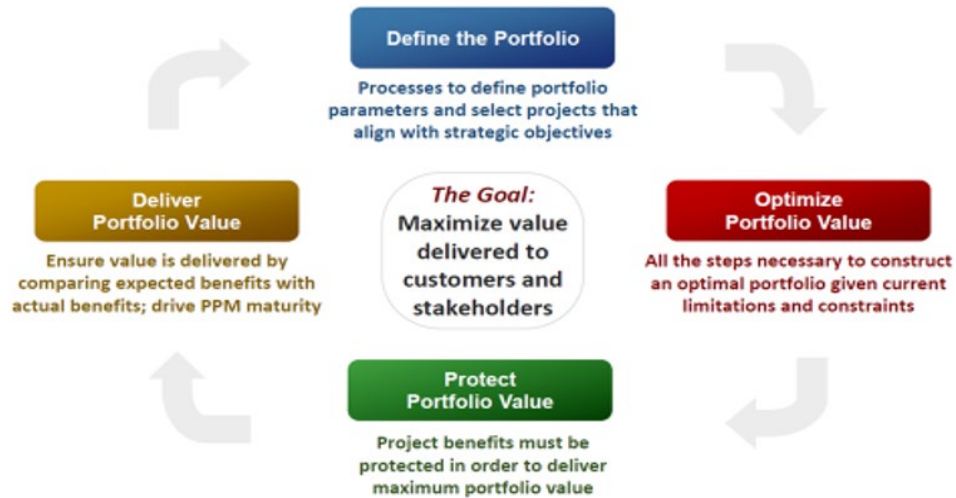 Define the Portfolio
Processes to define portfolio
parameters and select projects that
align with strategic objectives
Deliver
Portfolio Value
Ensure value is delivered by
comparing expected benefits with
actual benefits; drive PPM maturity
The Goal:
Maximize value
delivered to
customers and
stakeholders
Optimize
Portfolio Value
All the steps necessary to construct
an optimal portfolio given current
limitations and constraints
Protect
Portfolio Value
Project benefits must be
protected in order to deliver
maximum portfolio value